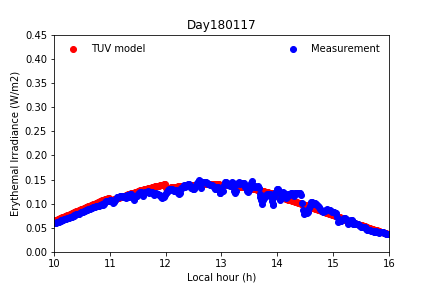 Day180117
TUV model
Measurement
Erythemal Irradiance (W/m2)
0.45
0.40
0.35
0.30
0.25
0.20
0.15
0.10
0.05
0.00
10 11 12 13 14 15 16
Local hour (h)